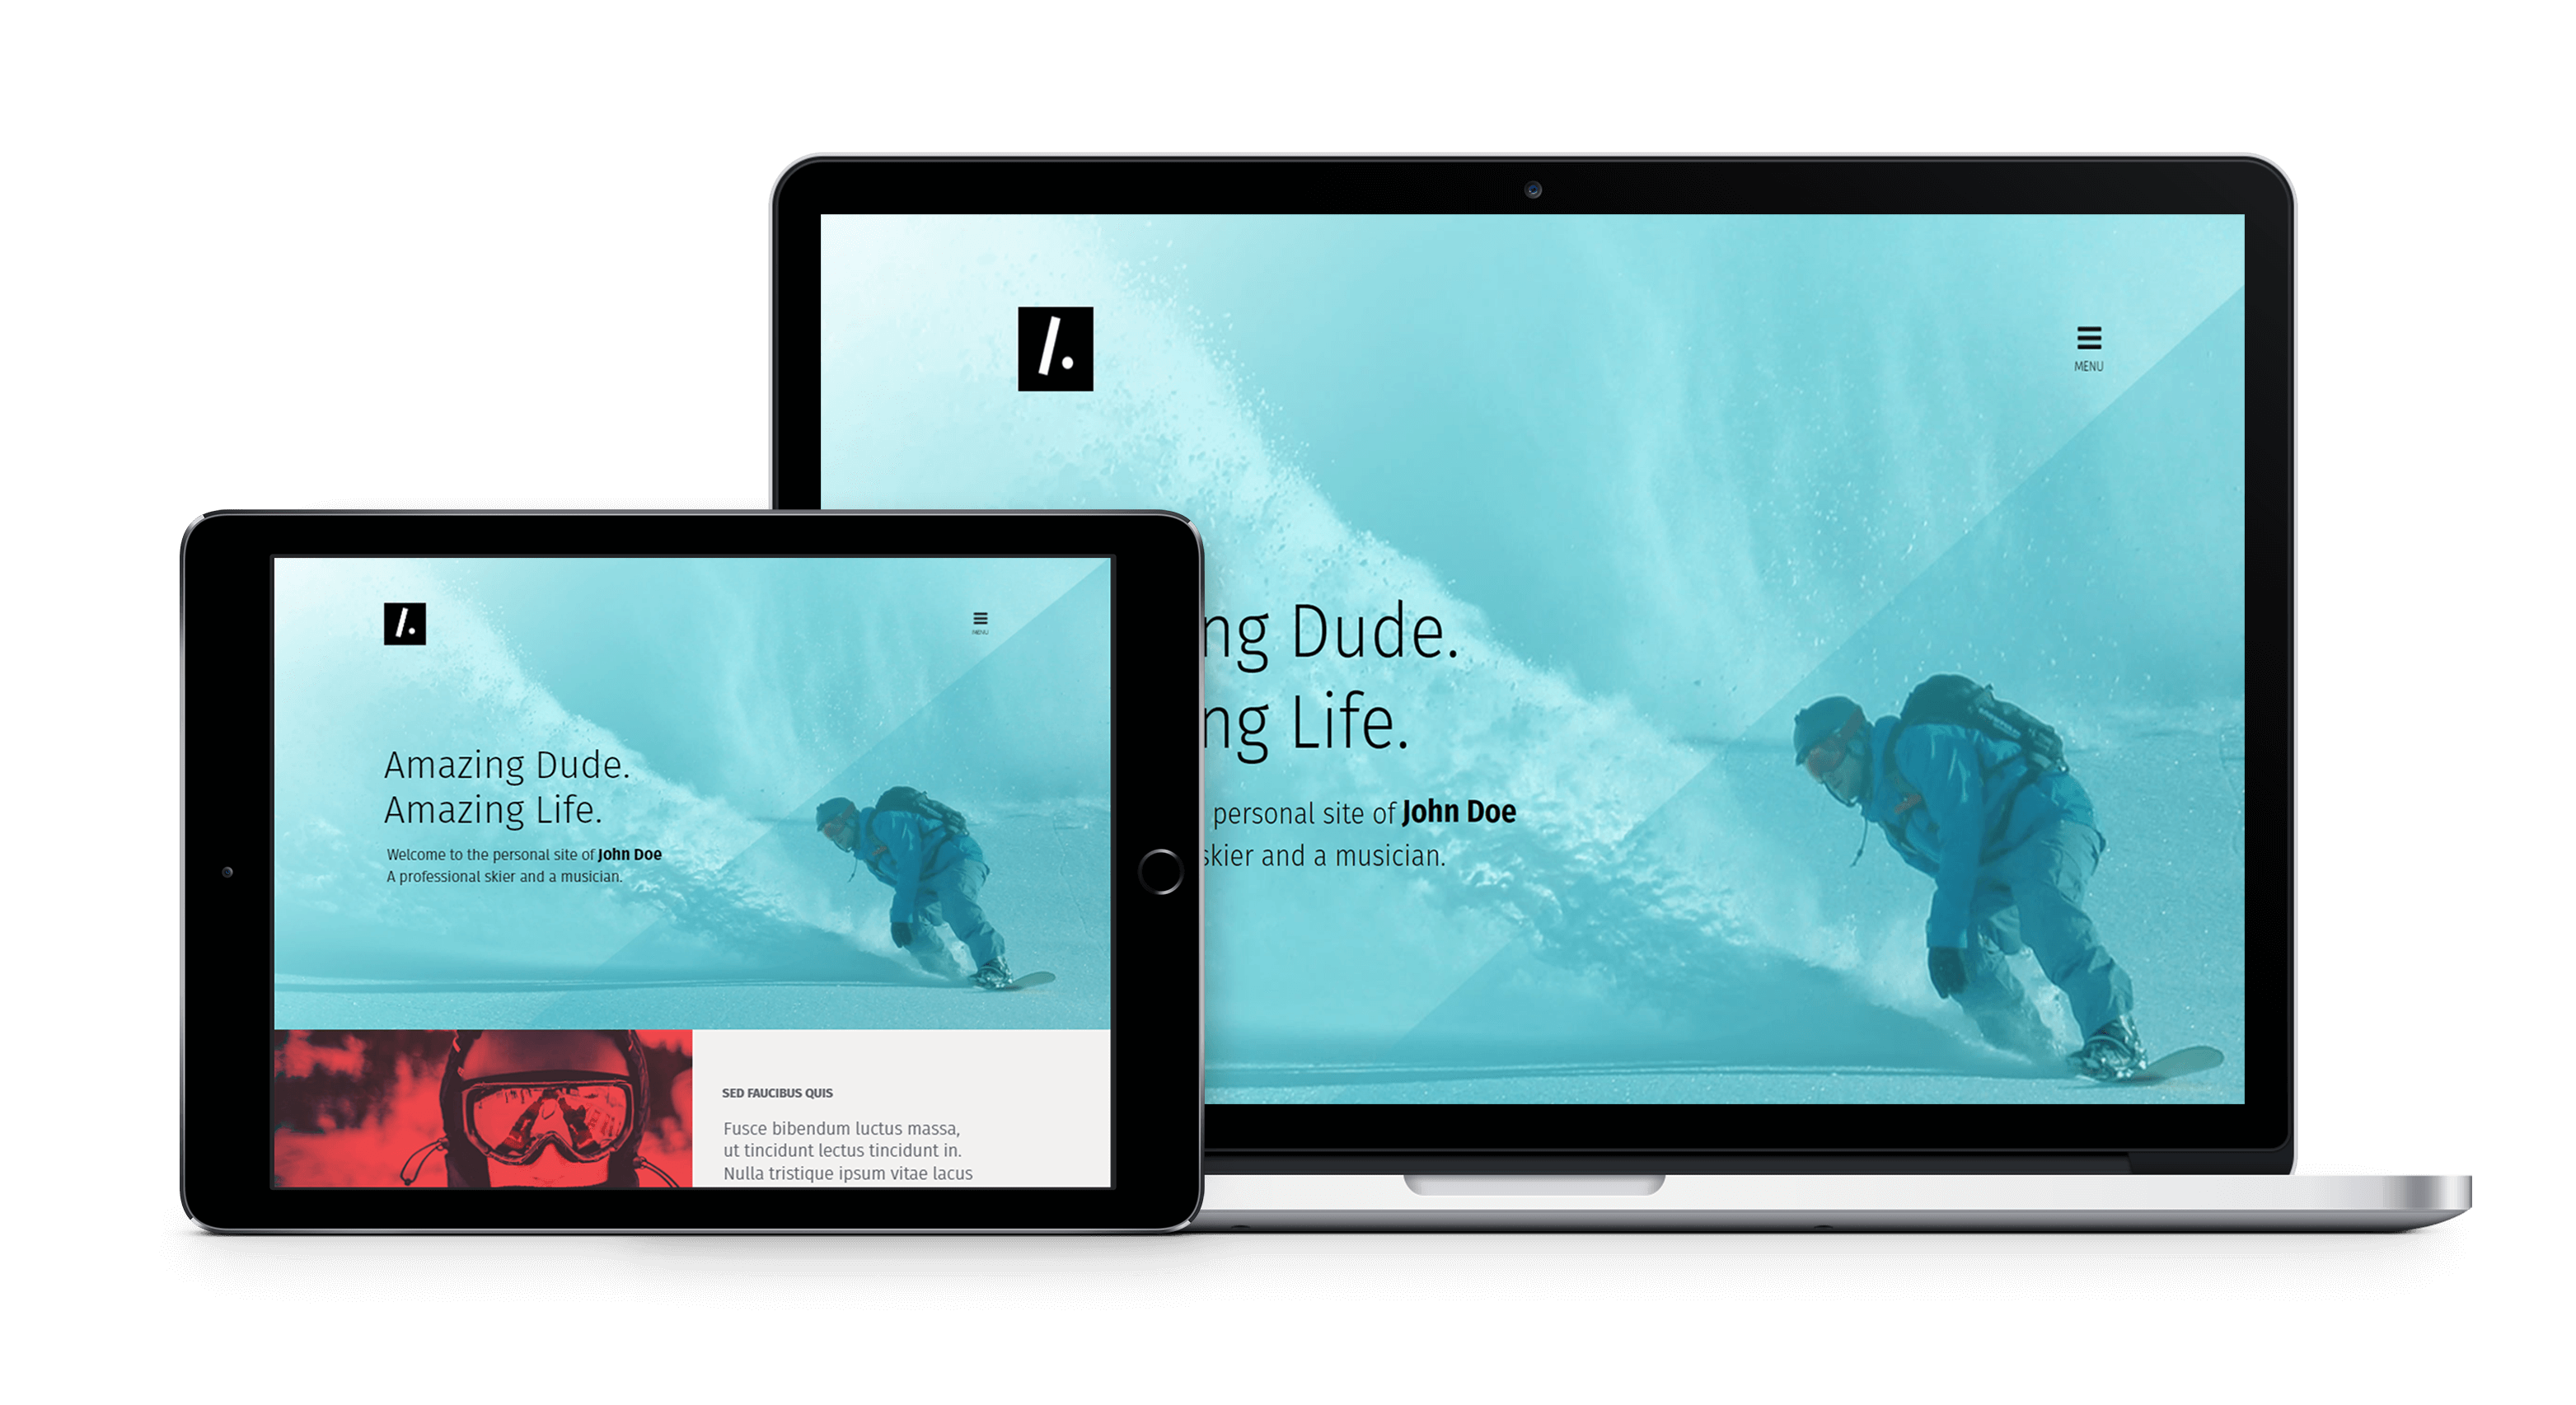 /.
MENU
Amazing Dude.
Amazing Life.
Welcome to the personal site of John Doe
A professional skier and a musician.
SED FAUCIBUS QUIS
Fusce bibendum luctus massa,
ut tincidunt lectus tincidunt in.
Nulla tristique ipsum vitae lacus
/.
MENU
ng Dude.
ng Life.
personal site of John Doe
skier and a musician.